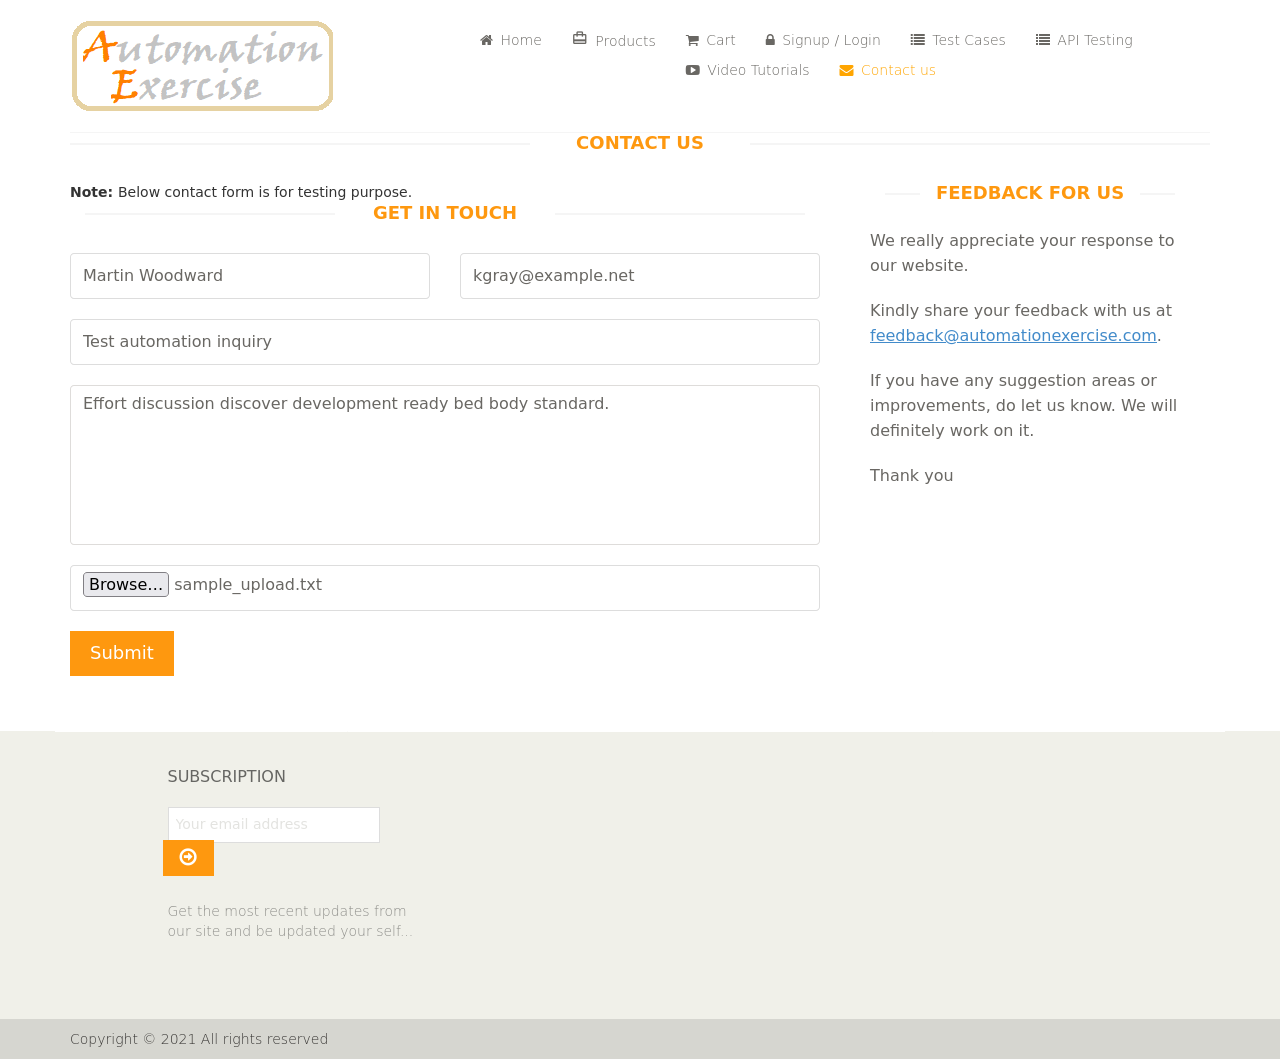 Automation
Exercise
Home
Products
Cart
Signup / Login
Test Cases
API Testing
Video Tutorials
Contact us
CONTACT US
Note: Below contact form is for testing purpose.
GET IN TOUCH
Martin Woodward
kgray@example.net
Test automation inquiry
Effort discussion discover development ready bed body standard.
Browse... sample_upload.txt
Submit
FEEDBACK FOR US
We really appreciate your response to
our website.
Kindly share your feedback with us at
feedback@automationexercise.com.
If you have any suggestion areas or
improvements, do let us know. We will
definitely work on it.
Thank you
SUBSCRIPTION
Your email address
Get the most recent updates from
our site and be updated your self...
Copyright © 2021 All rights reserved